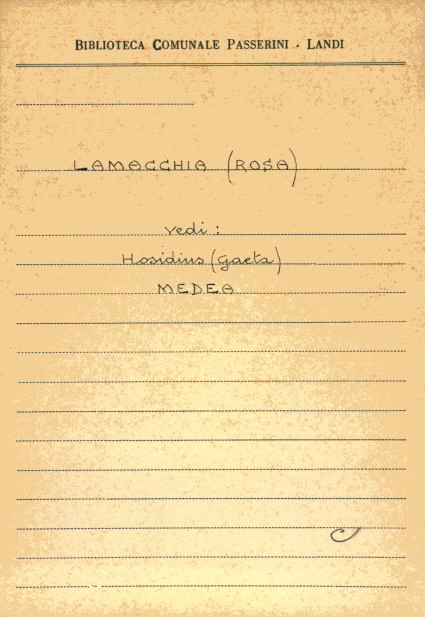 BIBLIOTECA COMUNALE PASSERINI - LANDI
LAMACCHIA (ROSA)
vedi :
Hosidius (Gaeta)
MEDEA